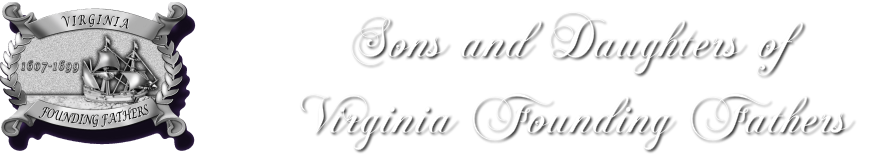 VIRGINIA
1607-1699
FOUNDING FATHERS
Sons and Daughters of
Virginia Founding Fathers